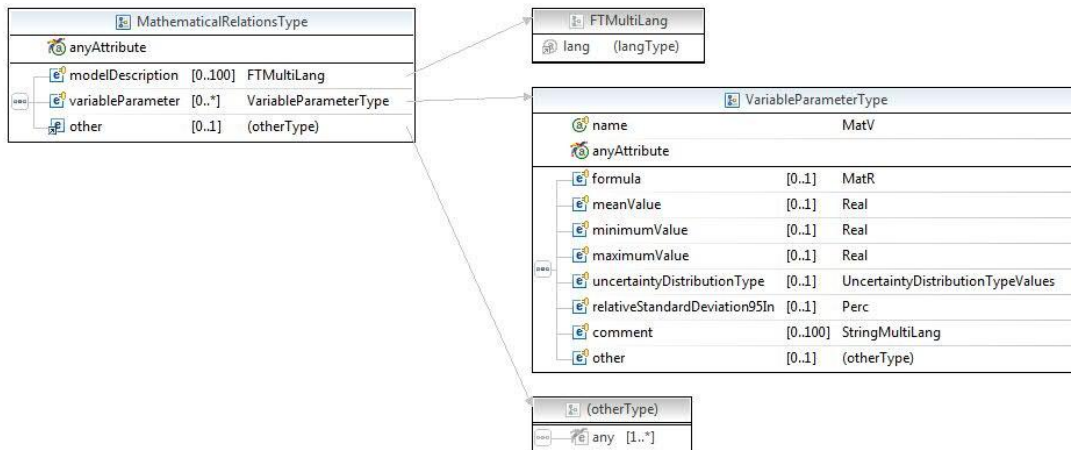 MathematicalRelationsType
anyAttribute
modelDescription [0..100] FTMultiLang
variableParameter [0..*] VariableParameterType
other [0..1] (otherType)
FTMultiLang
lang (langType)
VariableParameterType
name MatV
anyAttribute
formula [0..1] MatR
meanValue [0..1] Real
minimumValue [0..1] Real
maximumValue [0..1] Real
uncertaintyDistributionType [0..1] UncertaintyDistributionTypeValues
relativeStandardDeviation95In [0..1] Perc
comment [0..100] StringMultiLang
other [0..1] (otherType)
(otherType)
any [1..*]